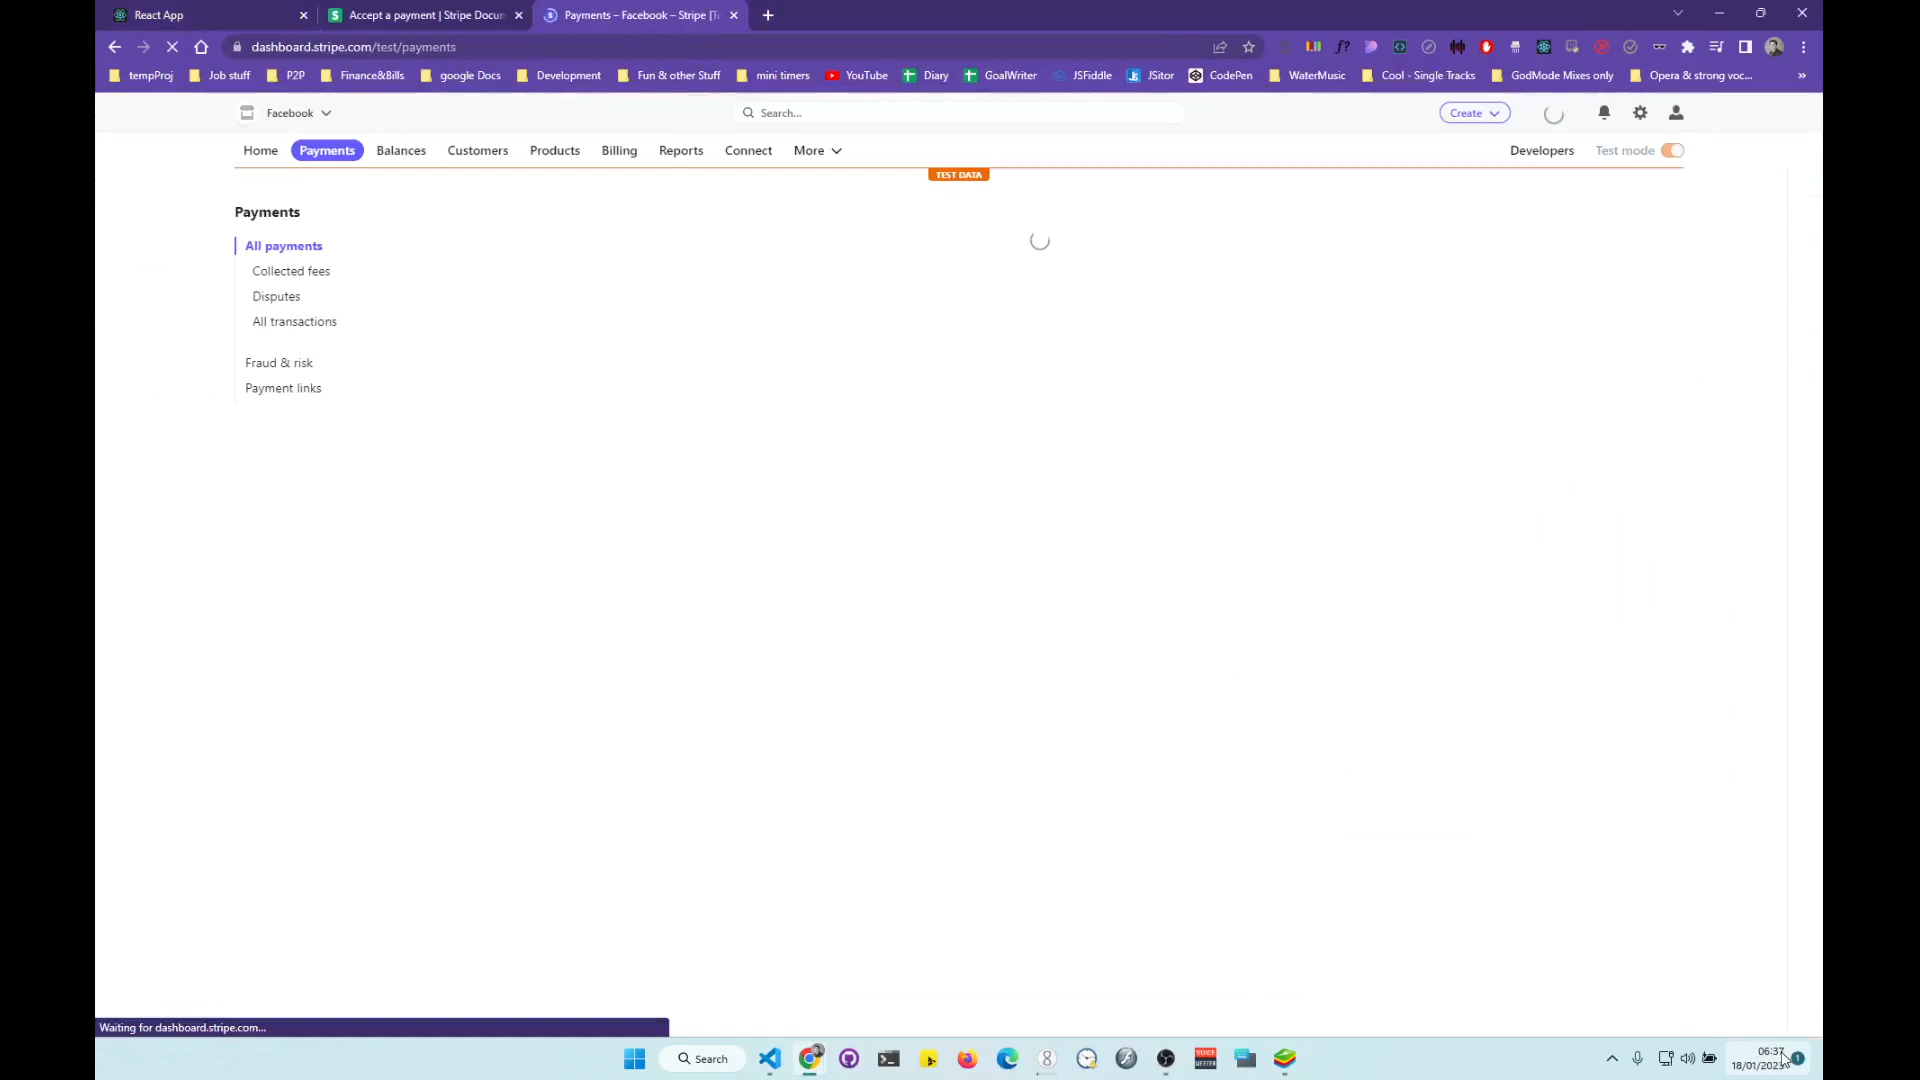 React App
Accept a payment | Stripe Docu
Payments – Facebook – Stripe [T
dashboard.stripe.com/test/payments
tempProj
Job stuff
P2P
Finance&Bills
google Docs
Development
Fun & other Stuff
mini timers
YouTube
Diary
GoalWriter
JSFiddle
JSitor
CodePen
WaterMusic
Cool - Single Tracks
GodMode Mixes only
Opera & strong voc...
»
Facebook
Search...
Create
Home
Payments
Balances
Customers
Products
Billing
Reports
Connect
More
Developers
Test mode
TEST DATA
Payments
All payments
Collected fees
Disputes
All transactions
Fraud & risk
Payment links
Waiting for dashboard.stripe.com...
Search
06:37
18/01/2023
1